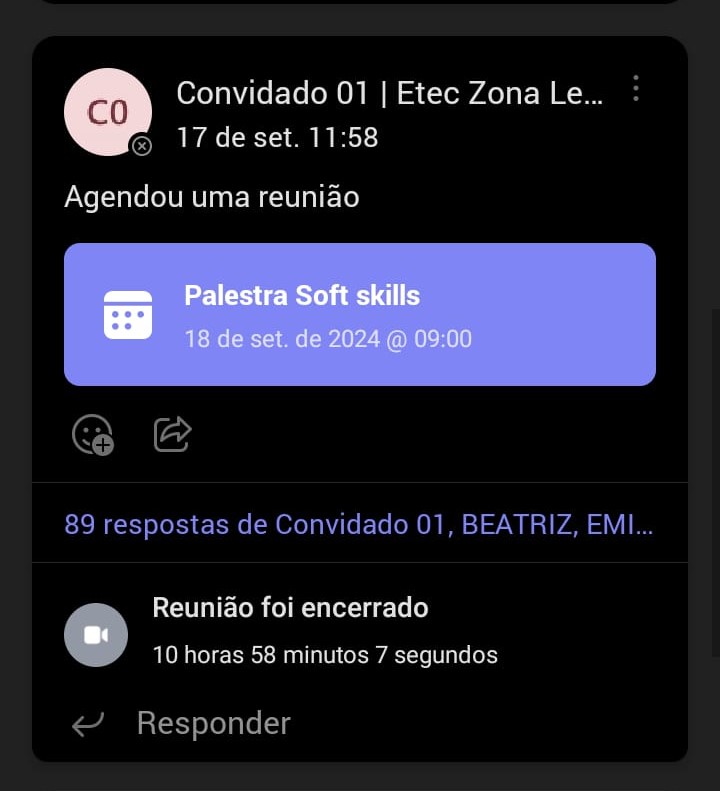 C0
Convidado 01 | Etec Zona Le...
17 de set. 11:58
Agendou uma reunião
Palestra Soft skills
18 de set. de 2024 @ 09:00
89 respostas de Convidado 01, BEATRIZ, EMI...
Reunião foi encerrado
10 horas 58 minutos 7 segundos
Responder